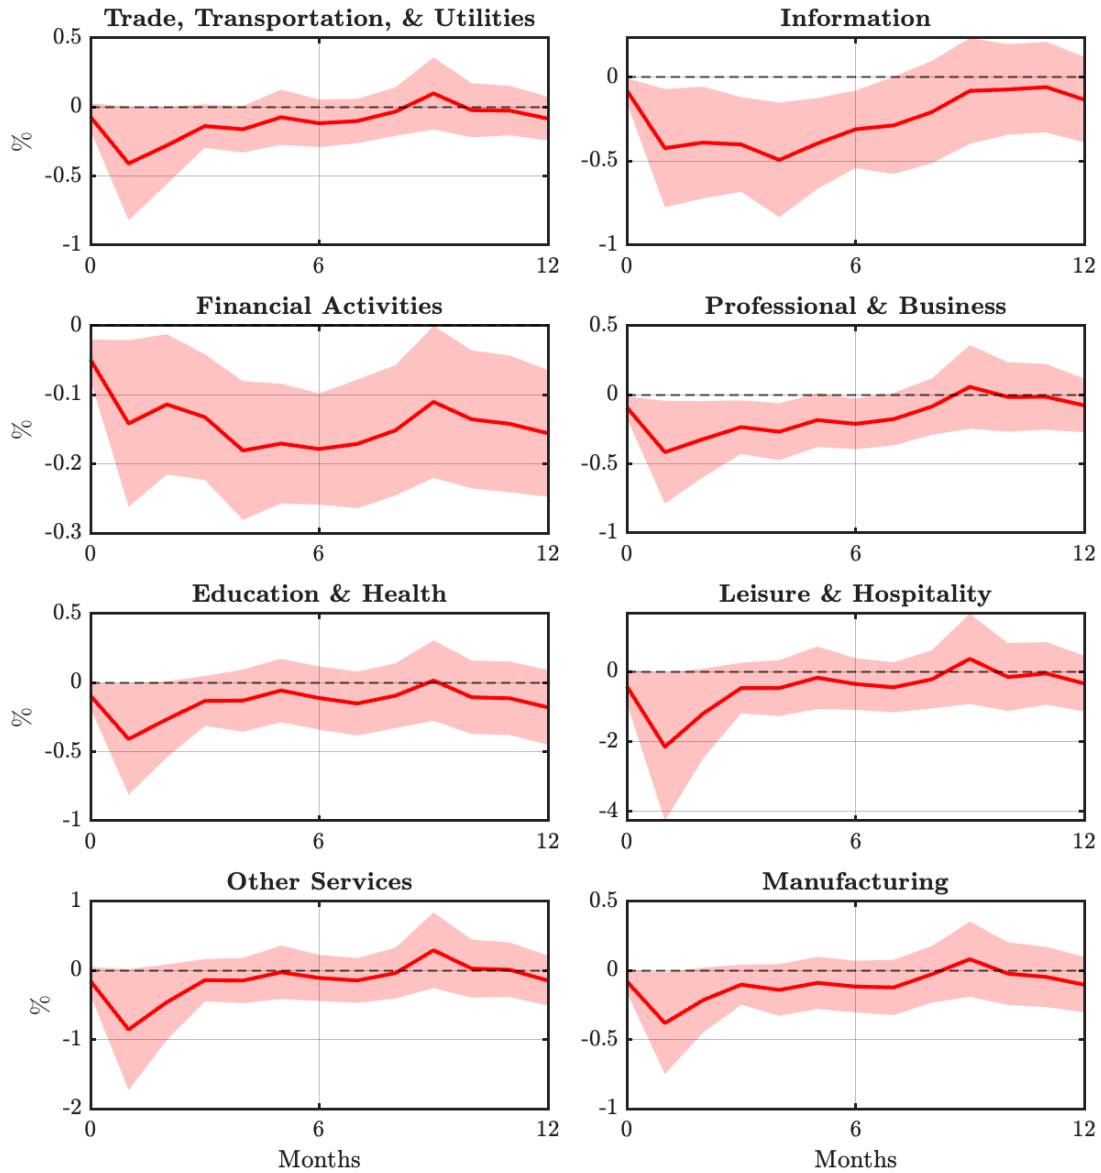 Trade, Transportation, & Utilities
0.5
0
-0.5
-1
%
0 6 12
Information
0
-0.5
-1
0 6 12
Financial Activities
0
-0.1
-0.2
-0.3
%
0 6 12
Professional & Business
0.5
0
-0.5
-1
0 6 12
Education & Health
0.5
0
-0.5
-1
%
0 6 12
Leisure & Hospitality
0
-2
-4
0 6 12
Other Services
1
0
-1
-2
%
0 6 12
Months
Manufacturing
0.5
0
-0.5
-1
0 6 12
Months